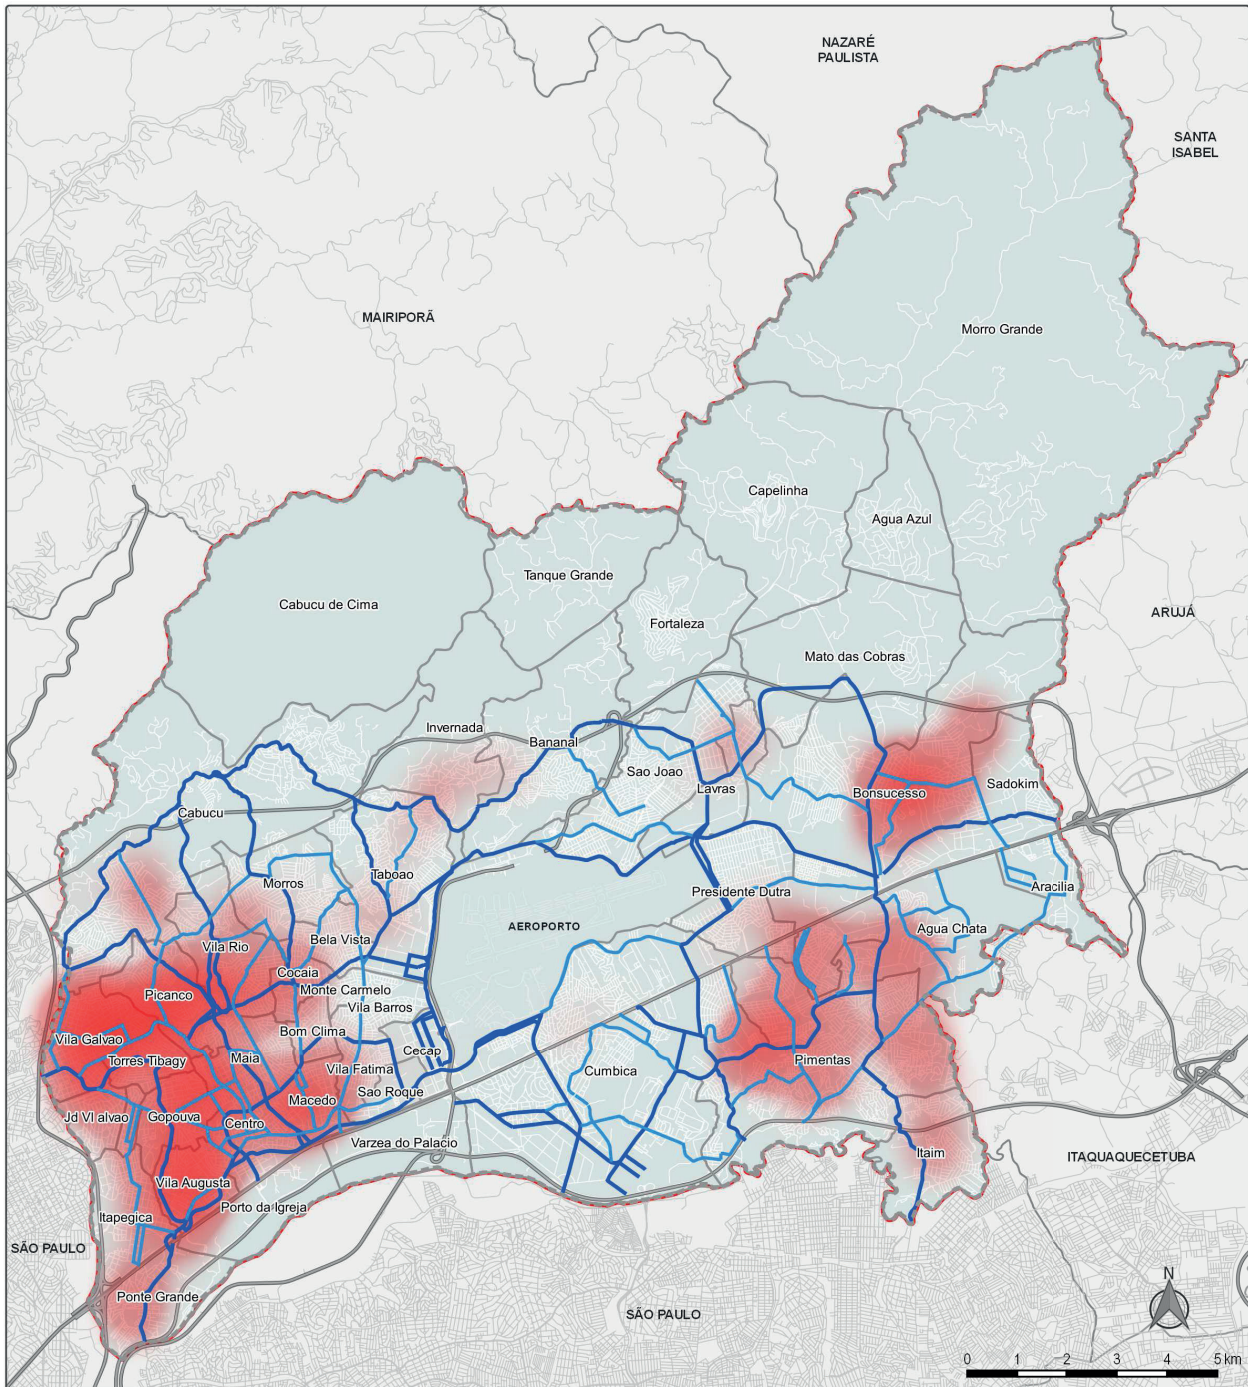 NAZARÉ
PAULISTA
SANTA
ISABEL
MAIRIPORÃ
Morro Grande
Capelinha
Agua Azul
Tanque Grande
Cabucu de Cima
Fortaleza
ARUJÁ
Mato das Cobras
Invernada
Bananal
Sao Joao
Lavras
Bonsucesso
Sadokim
Cabucu
Taboao
Morros
Presidente Dutra
Aracilia
AEROPORTO
Agua Chata
Bela Vista
Vila Rio
Cocaia
Monte Carmelo
Picanco
Vila Barros
Bom Clima
Vila Galvao
Torres Tibagy
Maia
Cecap
Vila Fatima
Cumbica
Pimentas
Sao Roque
Macedo
Jd Vl alvao
Gopouva
Centro
Varzea do Palacio
Itaim
ITAQUAQUECETUBA
Vila Augusta
Porto da Igreja
Itapegica
SÃO PAULO
Ponte Grande
SÃO PAULO
N
0 1 2 3 4 5 km